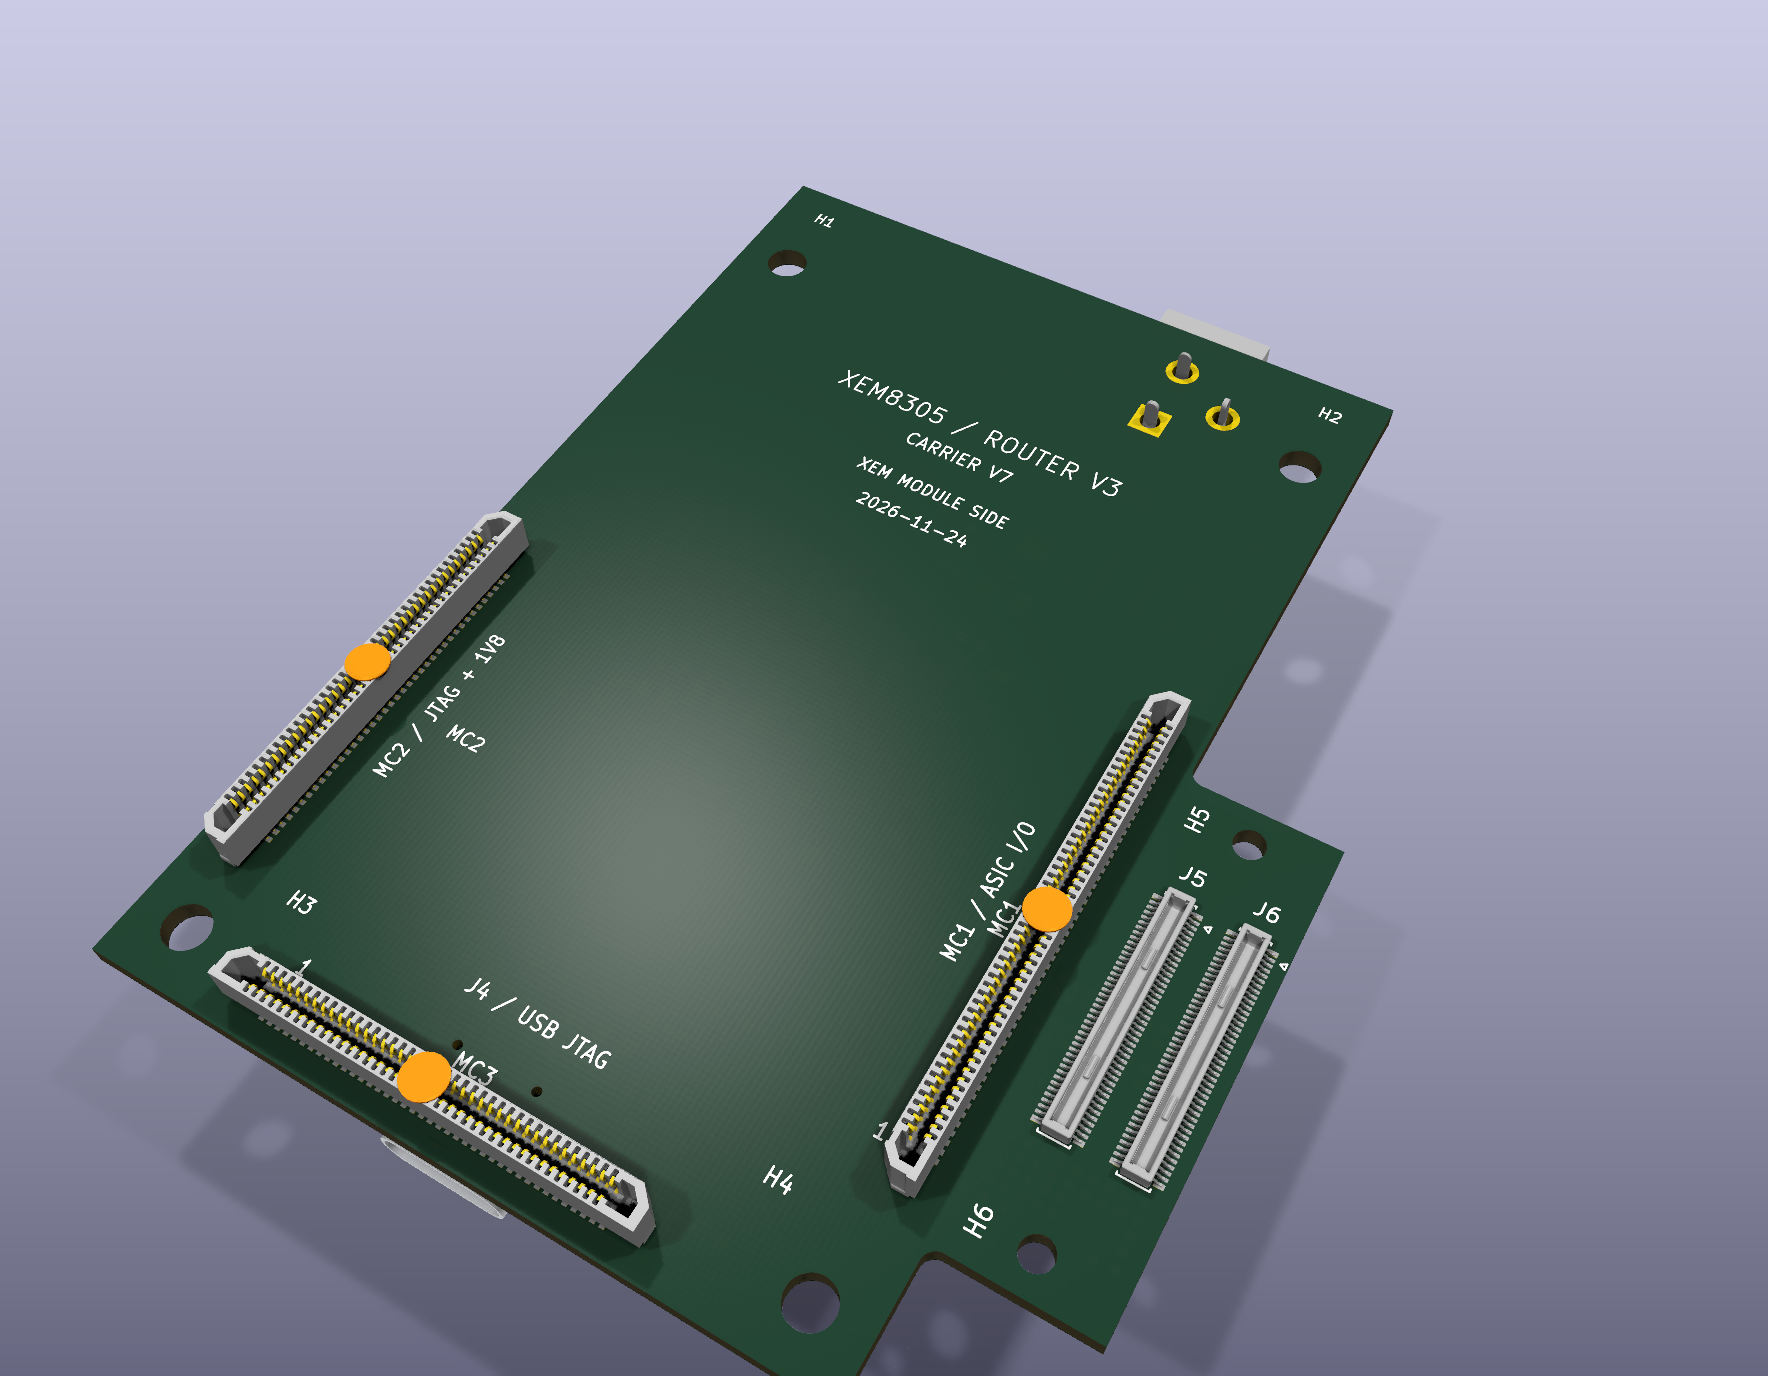 H1
H2
XEM8305 / ROUTER V3
CARRIER V7
XEM MODULE SIDE
2026-11-24
MC2 / JTAG + 1V8
MC2
H5
MC1 / ASIC I/O
MC1
J5
J6
H3
1
J4 / USB JTAG
MC3
1
H4
H6